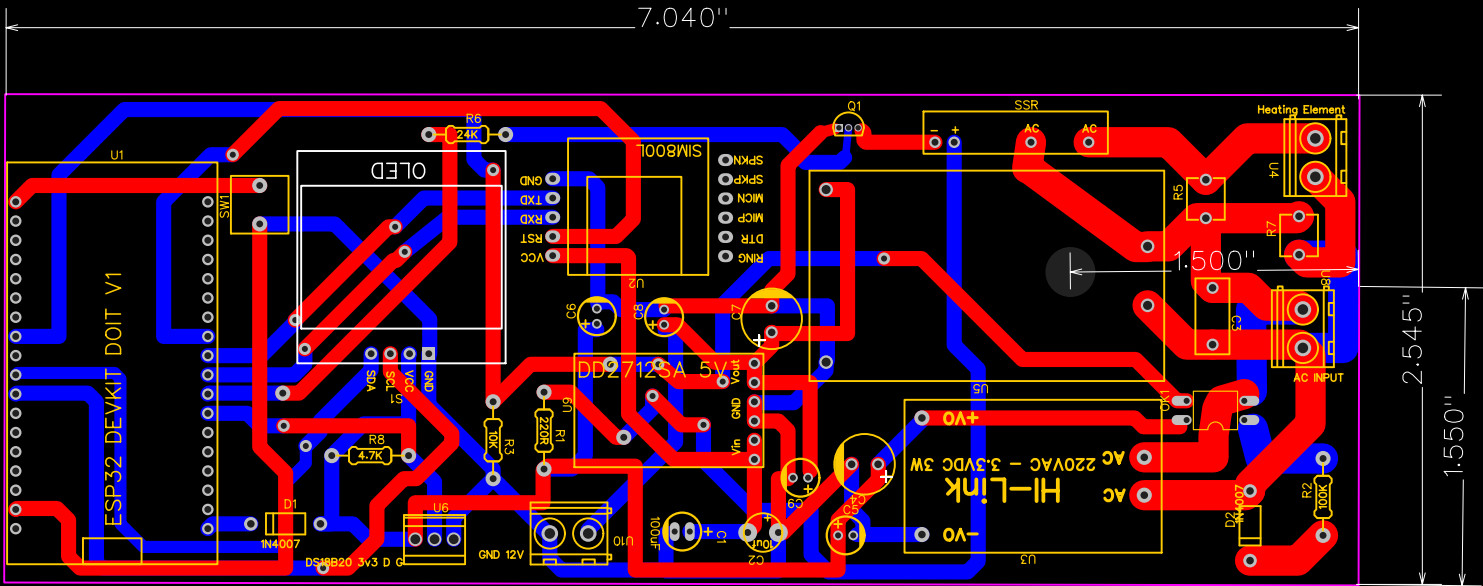 7.040"
Heating Element
Q1
SSR
R6
24K
- +
AC
AC
U1
OLED
SIM800L
SPKN
SPKP
MICN
MICP
DTR
RING
GND
TXD
RXD
RST
VCC
U4
R5
SW1
R7
1.500"
U8
U2
C6
C8
C7
C3
ESP32 DEVKIT DOIT V1
2.545"
DD2712SA 5V
Vout
GND
Vin
SDA
SCL
VCC
GND
S1
U5
AC INPUT
OK1
U9
R1
220R
R3
10K
R8
4.7K
+VO
220VAC - 3.3VDC 3W
Hi-Link
-VO
AC
AC
1.550"
R2
100K
D2
1N4007
C9
C4
C5
D1
1N4007
U6
DS18B20 3v3 D G
GND 12V
U10
100uF
C1
10uf
C2
U3